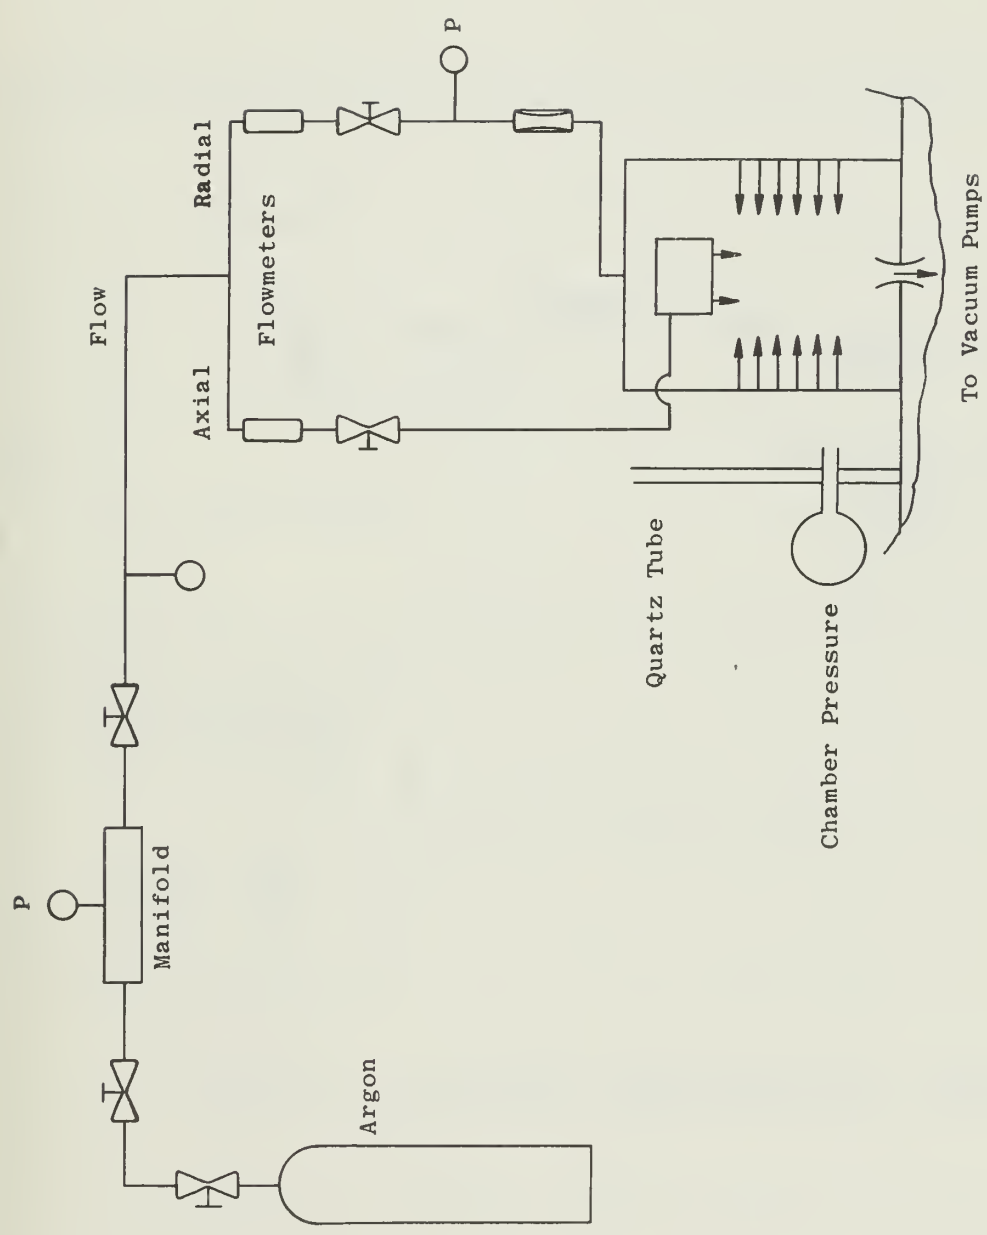 P
Flow
Manifold
Axial
Radial
Flowmeters
Argon
P
Quartz Tube
Chamber Pressure
To Vacuum Pumps